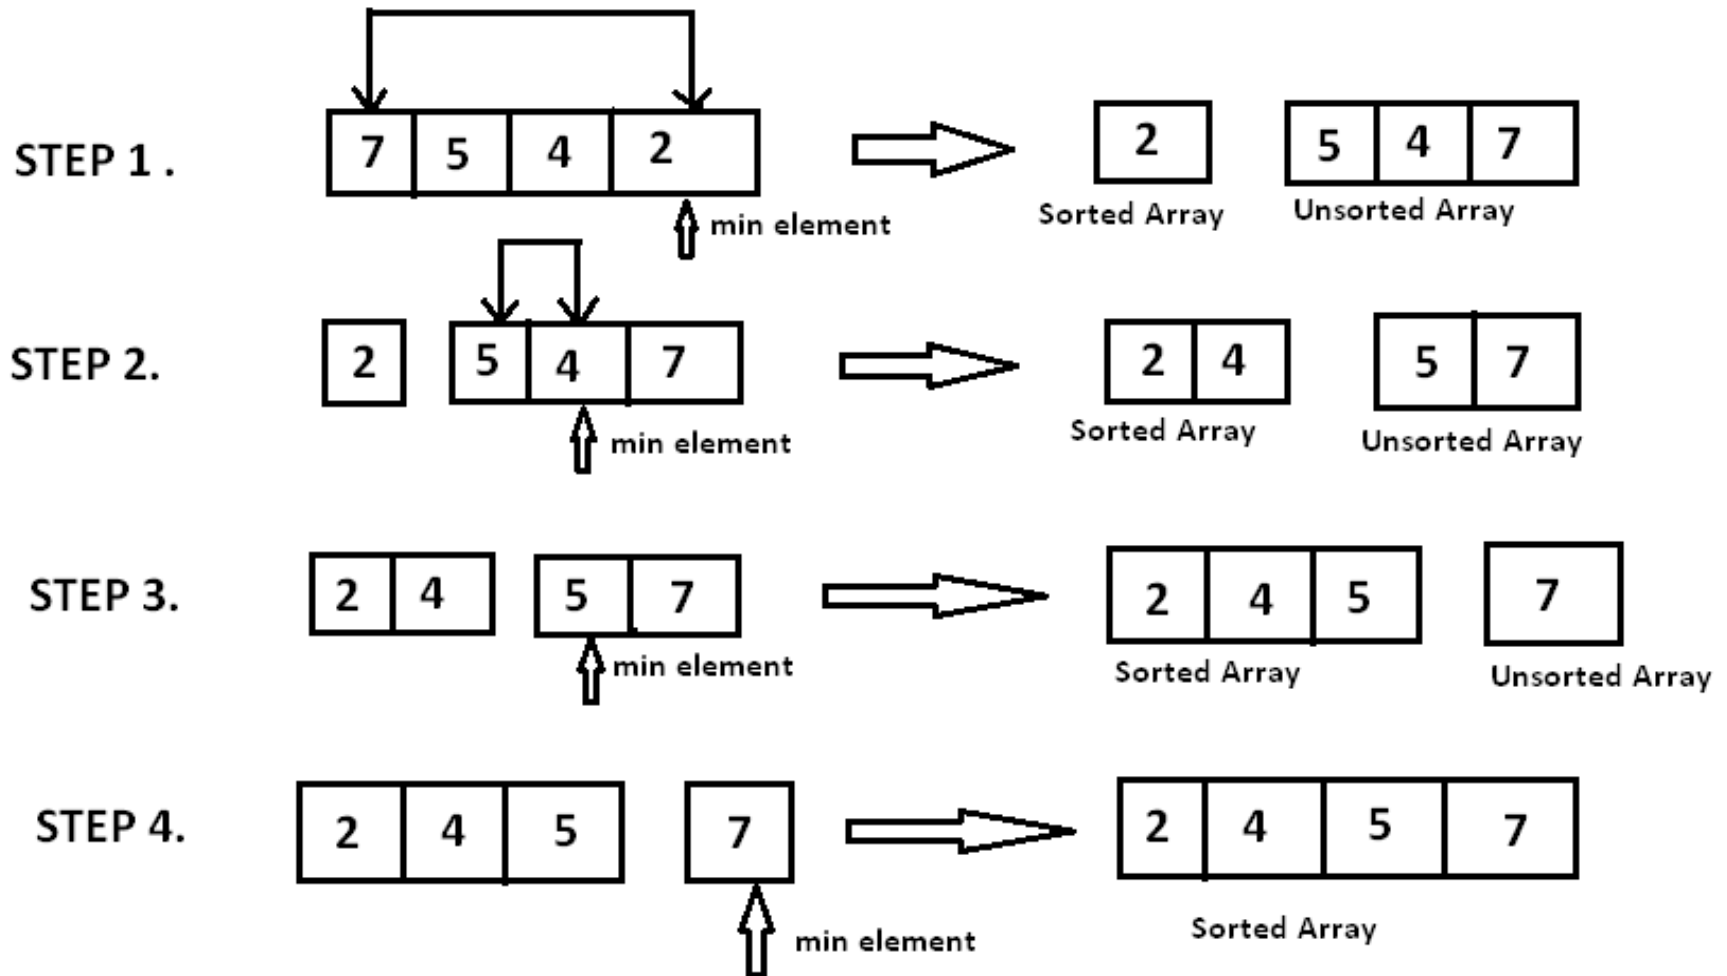 STEP 1 . 7 5 4 2 2 5 4 7
min element Sorted Array Unsorted Array
STEP 2. 2 5 4 7 2 4 5 7
min element Sorted Array Unsorted Array
STEP 3. 2 4 5 7 2 4 5 7
min element Sorted Array Unsorted Array
STEP 4. 2 4 5 7 2 4 5 7
min element Sorted Array